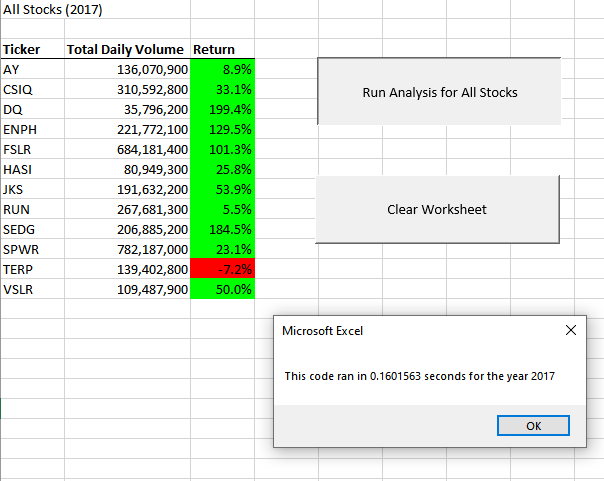 All Stocks (2017)
Ticker Total Daily Volume Return
AY 136,070,900 8.9%
CSIQ 310,592,800 33.1%
DQ 35,796,200 199.4%
ENPH 221,772,100 129.5%
FSLR 684,181,400 101.3%
HASI 80,949,300 25.8%
JKS 191,632,200 53.9%
RUN 267,681,300 5.5%
SEDG 206,885,200 184.5%
SPWR 782,187,000 23.1%
TERP 139,402,800 -7.2%
VSLR 109,487,900 50.0%
Run Analysis for All Stocks
Clear Worksheet
Microsoft Excel
This code ran in 0.1601563 seconds for the year 2017
OK